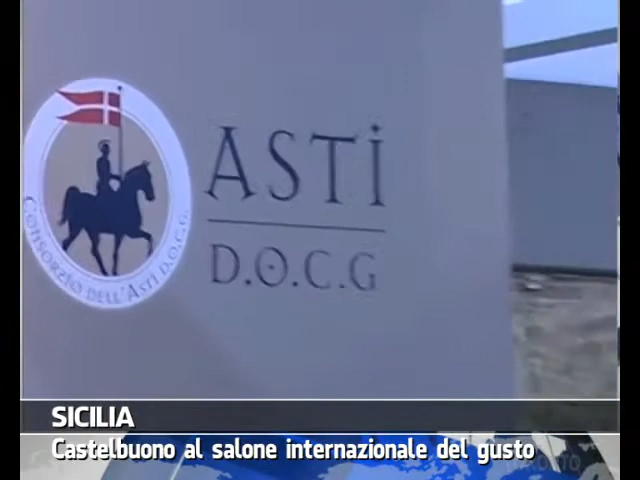 ASTI
D.O.C.G
CONSORZIO DELL'ASTI D.O.C.G.
SICILIA
Castelbuono al salone internazionale del gusto